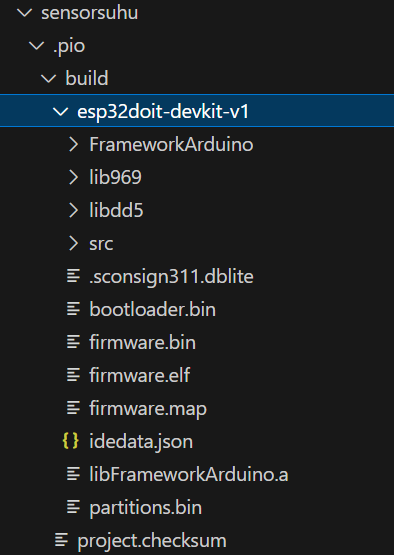 sensorsuhu
.pio
build
esp32doit-devkit-v1
FrameworkArduino
lib969
libdd5
src
.sconsign311.dblite
bootloader.bin
firmware.bin
firmware.elf
firmware.map
{} idedata.json
libFrameworkArduino.a
partitions.bin
project.checksum